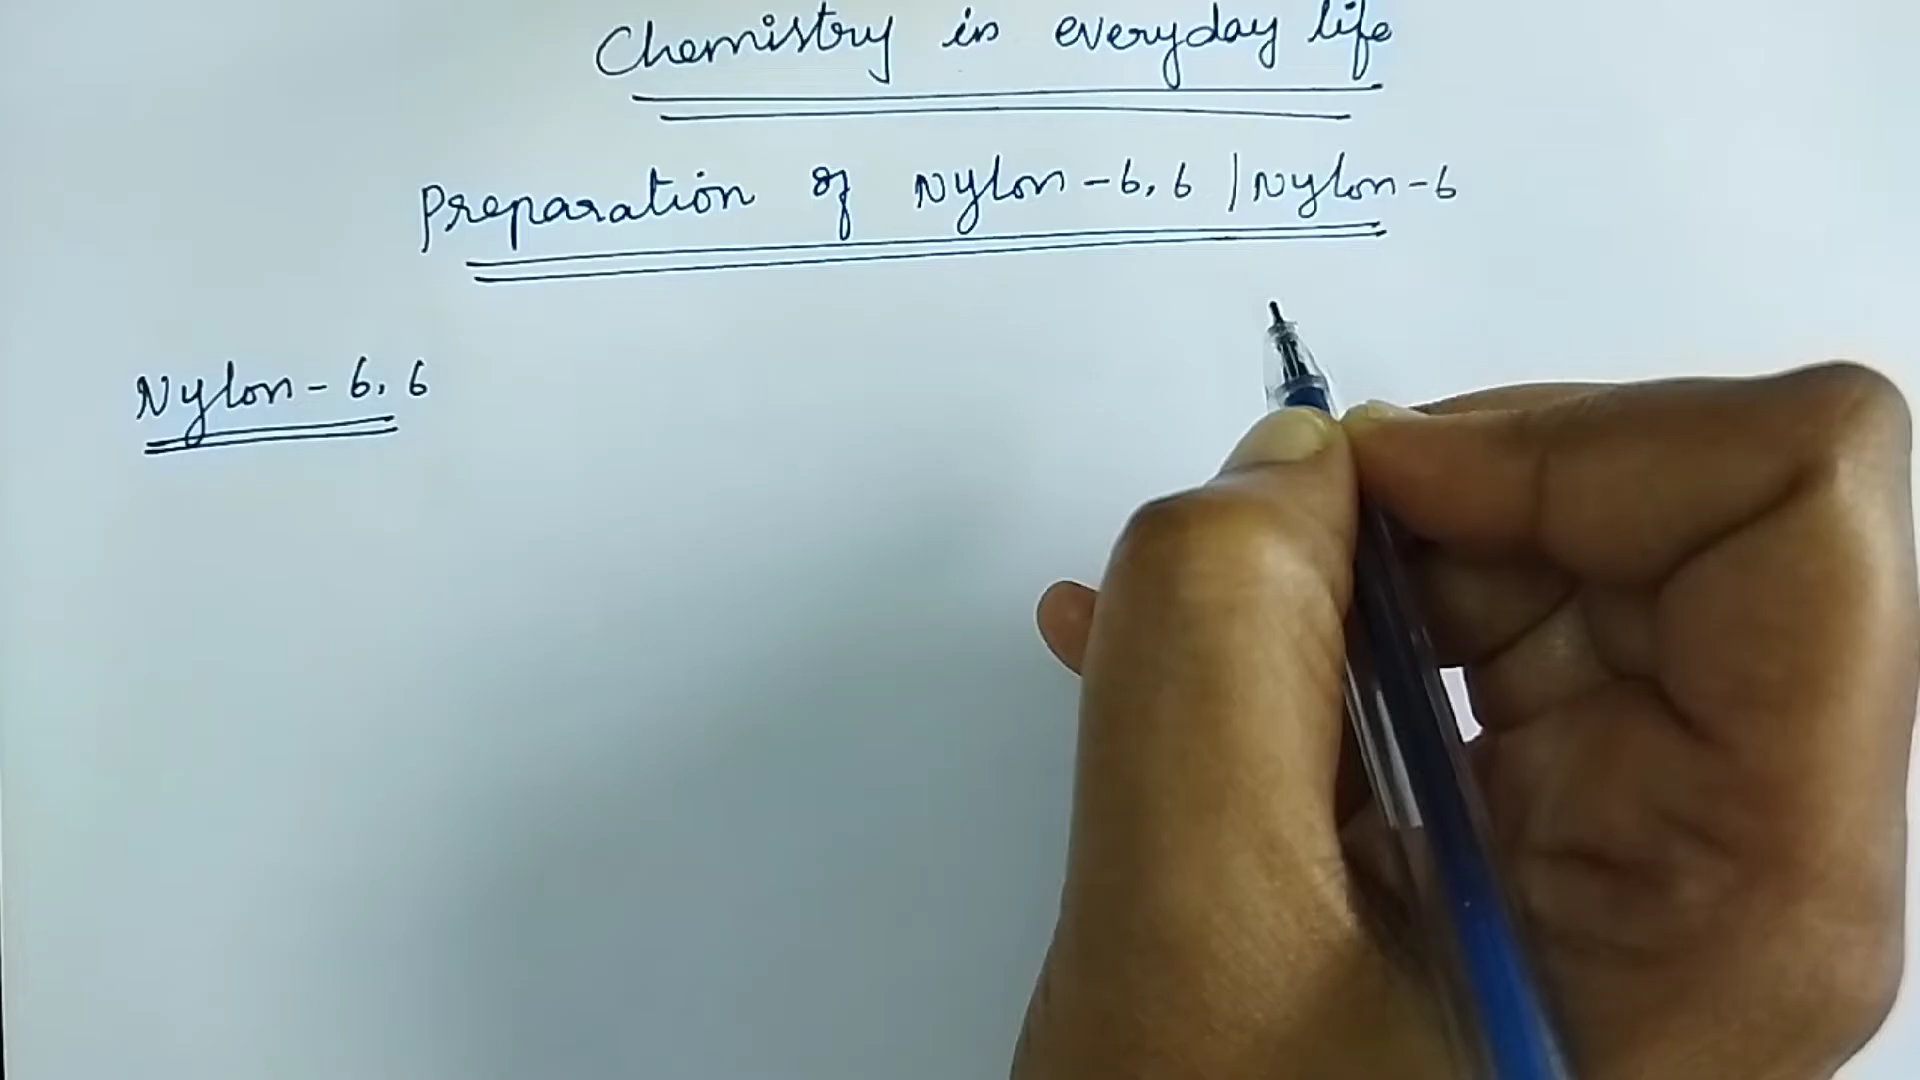 Chemistry in everyday life
Preparation of Nylon-6,6 | Nylon-6
Nylon-6,6